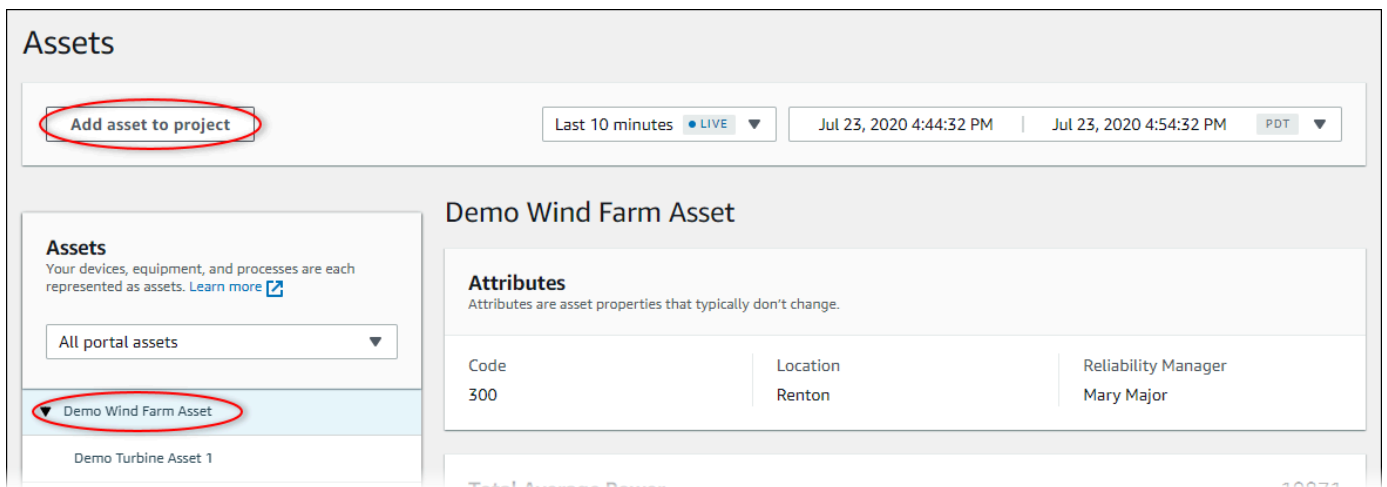 Assets
Add asset to project
Last 10 minutes • LIVE ▼
Jul 23, 2020 4:44:32 PM | Jul 23, 2020 4:54:32 PM PDT ▼
Assets
Your devices, equipment, and processes are each
represented as assets. Learn more
All portal assets ▼
▼ Demo Wind Farm Asset
Demo Turbine Asset 1
Demo Wind Farm Asset
Attributes
Attributes are asset properties that typically don't change.
Code
300
Location
Renton
Reliability Manager
Mary Major
Total Average Power